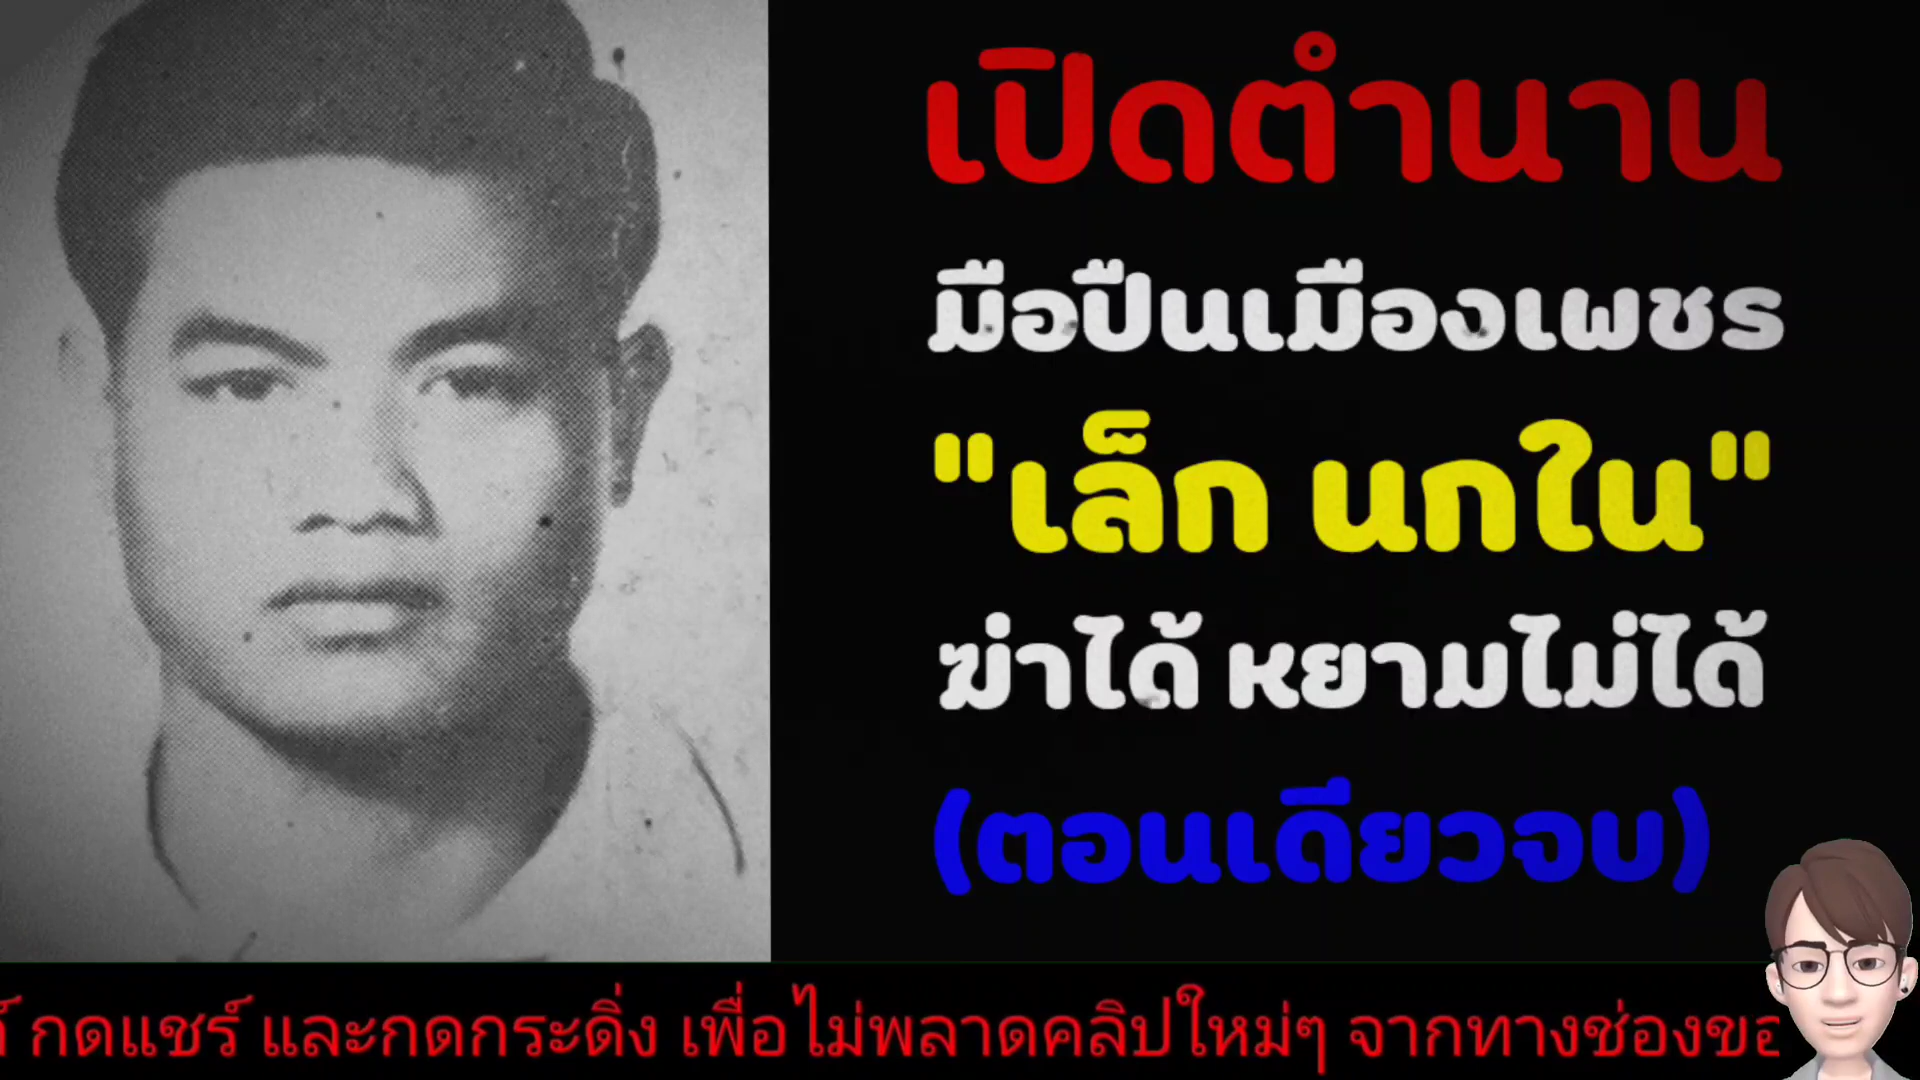 เปิดตำนาน
มือปืนเมืองเพชร
"เล็ก นกใน"
ฆ่าได้ หยามไม่ได้
(ตอนเดียวจบ)
กดแชร์ และกดกระดิ่ง เพื่อไม่พลาดคลิปใหม่ๆ จากทางช่องขอ